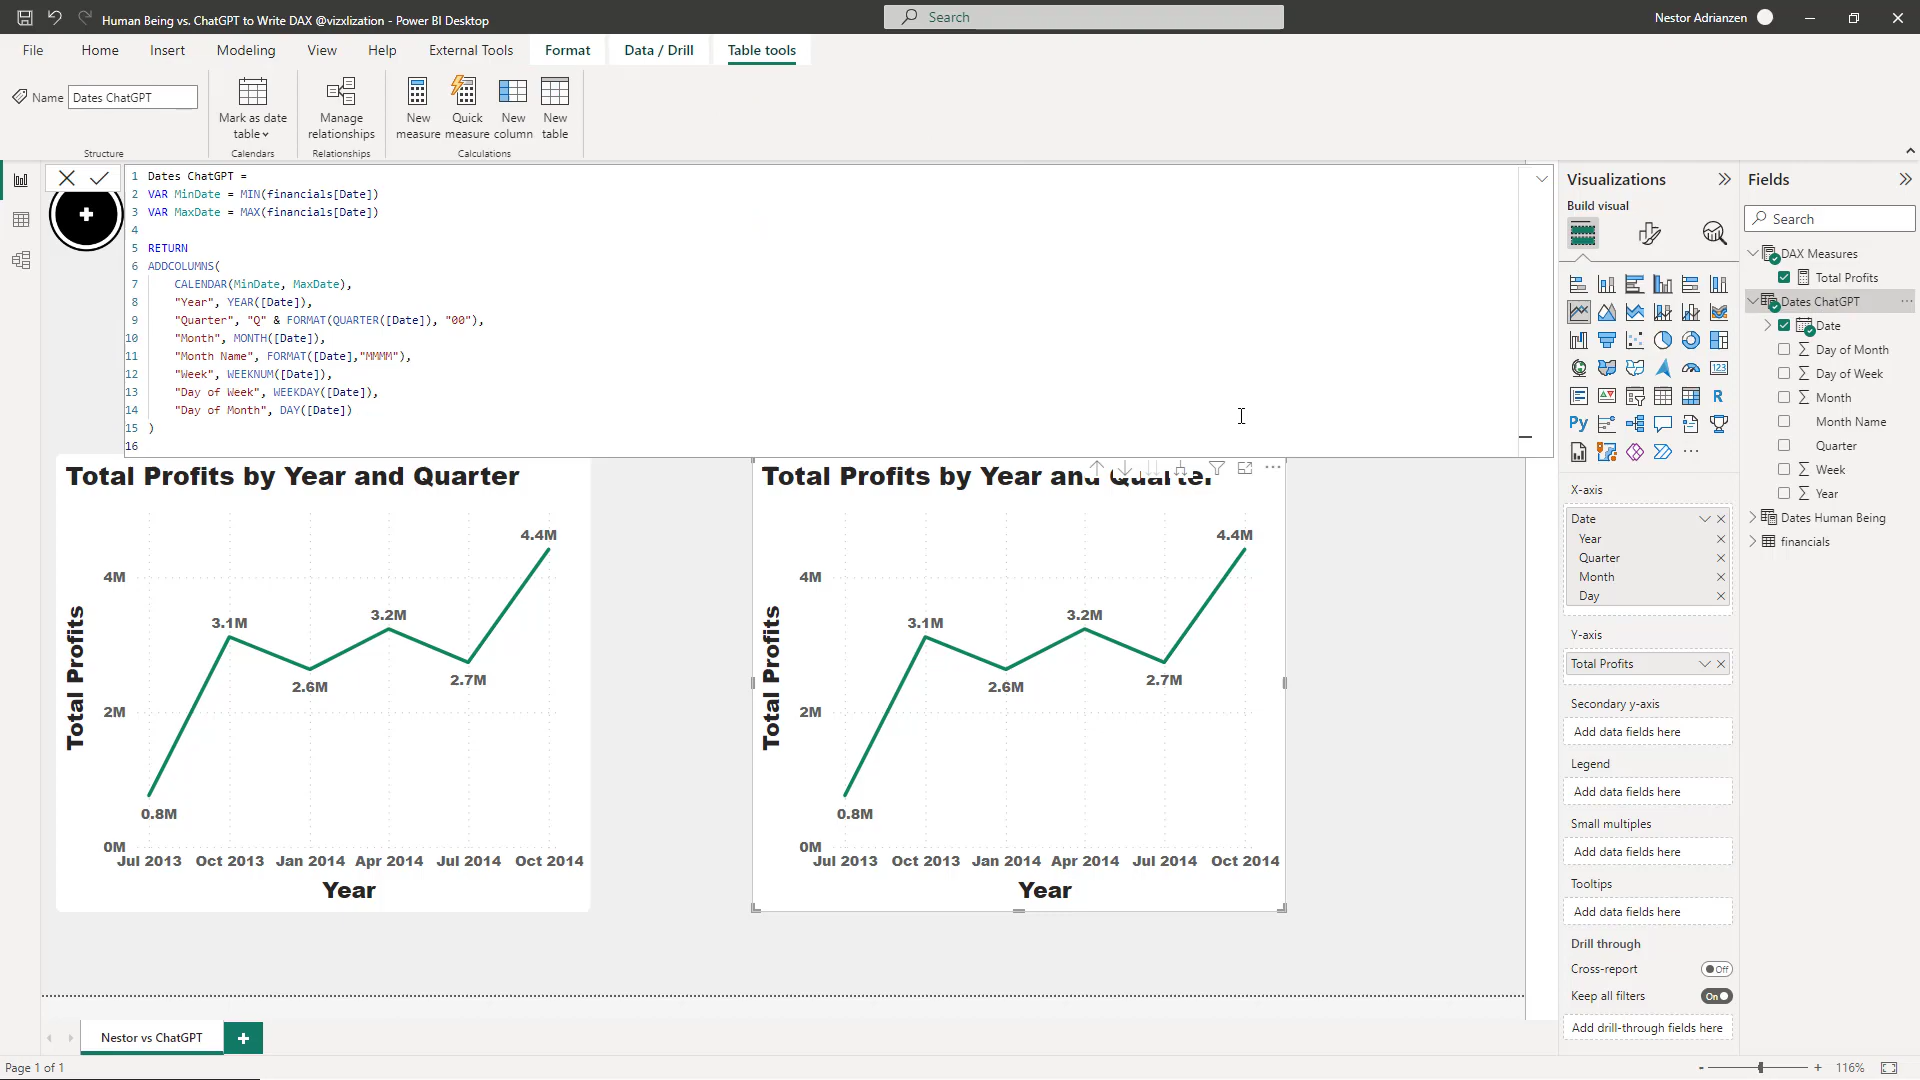 Human Being vs. ChatGPT to Write DAX @vizxlization - Power BI Desktop
Search
Nestor Adrianzen
File Home Insert Modeling View Help External Tools Format Data / Drill Table tools
Name Dates ChatGPT
Mark as date table
Manage relationships
New measure
Quick measure
New column
New table
Structure Calendars Relationships Calculations
1 Dates ChatGPT =
2 VAR MinDate = MIN(financials[Date])
3 VAR MaxDate = MAX(financials[Date])
4
5 RETURN
6 ADDCOLUMNS(
7 CALENDAR(MinDate, MaxDate),
8 "Year", YEAR([Date]),
9 "Quarter", "Q" & FORMAT(QUARTER([Date]), "00"),
10 "Month", MONTH([Date]),
11 "Month Name", FORMAT([Date],"MMMM"),
12 "Week", WEEKNUM([Date]),
13 "Day of Week", WEEKDAY([Date]),
14 "Day of Month", DAY([Date])
15 )
16
Total Profits by Year and Quarter
Total Profits
4M
2M
0M
0.8M
3.1M
2.6M
3.2M
2.7M
4.4M
Jul 2013 Oct 2013 Jan 2014 Apr 2014 Jul 2014 Oct 2014
Year
Total Profits by Year and Quarter
Total Profits
4M
2M
0M
0.8M
3.1M
2.6M
3.2M
2.7M
4.4M
Jul 2013 Oct 2013 Jan 2014 Apr 2014 Jul 2014 Oct 2014
Year
Visualizations
Build visual
123
R
Py
X-axis
Date
Year
Quarter
Month
Day
Y-axis
Total Profits
Secondary y-axis
Add data fields here
Legend
Add data fields here
Small multiples
Add data fields here
Tooltips
Add data fields here
Drill through
Cross-report Off
Keep all filters On
Add drill-through fields here
Fields
Search
DAX Measures
Total Profits
Dates ChatGPT
Date
Day of Month
Day of Week
Month
Month Name
Quarter
Week
Year
Dates Human Being
financials
Nestor vs ChatGPT
Page 1 of 1
116%